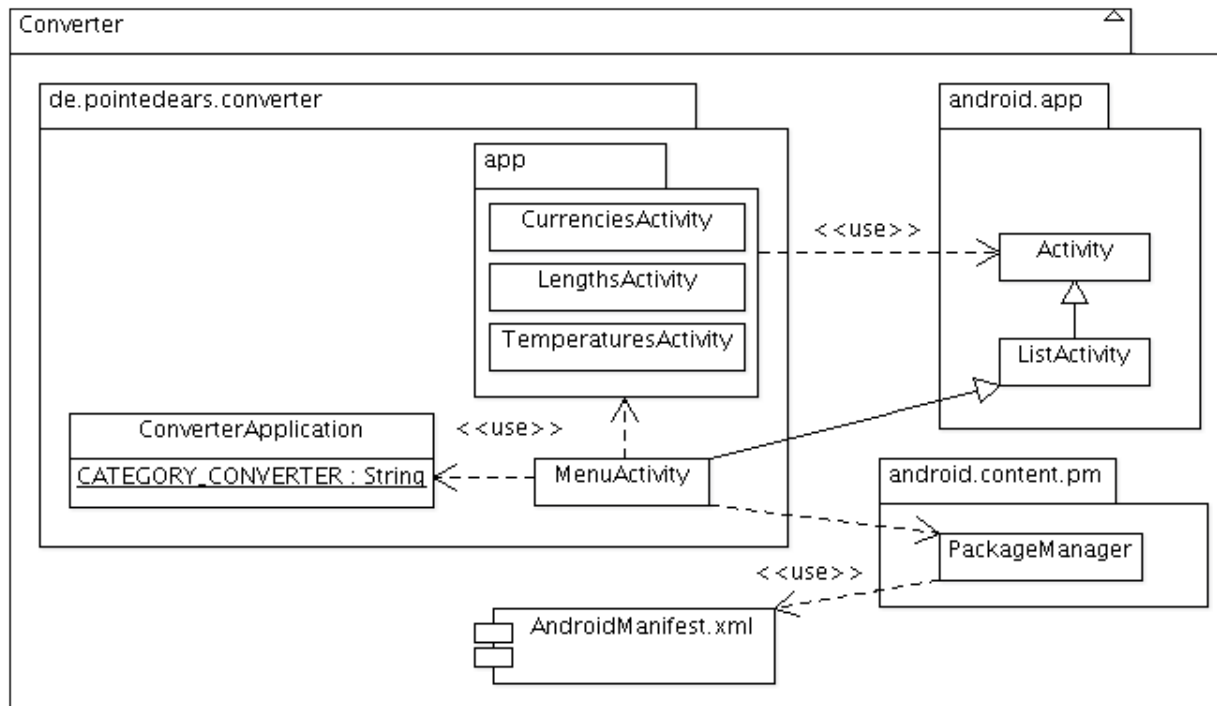 Converter
de.pointedears.converter
android.app
app
CurrenciesActivity
<<use>>
Activity
LengthsActivity
TemperaturesActivity
ListActivity
ConverterApplication
<<use>>
CATEGORY_CONVERTER : String
MenuActivity
android.content.pm
PackageManager
<<use>>
AndroidManifest.xml